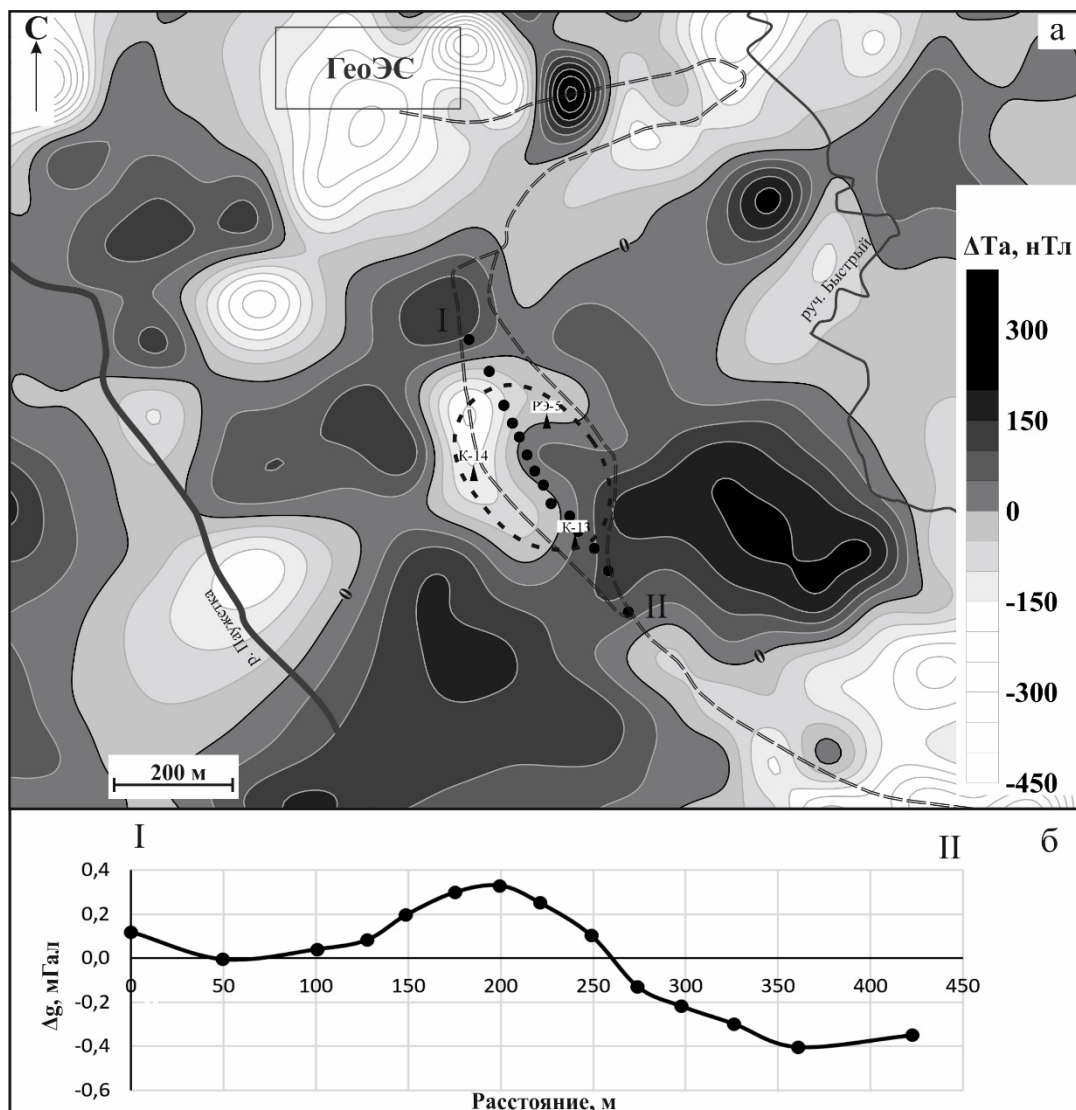 С
ГеоЭС
а
0
ΔТа, нТл
300
150
0
-150
-300
-450
руч. Быстрый
I
РЭ-5
К-14
К-13
II
0
0
р. Паужетка
200 м
I
II
б
0,4
0,2
0,0
-0,2
-0,4
-0,6
0
50
100
150
200
250
300
350
400
450
Δg, мГал
Расстояние, м